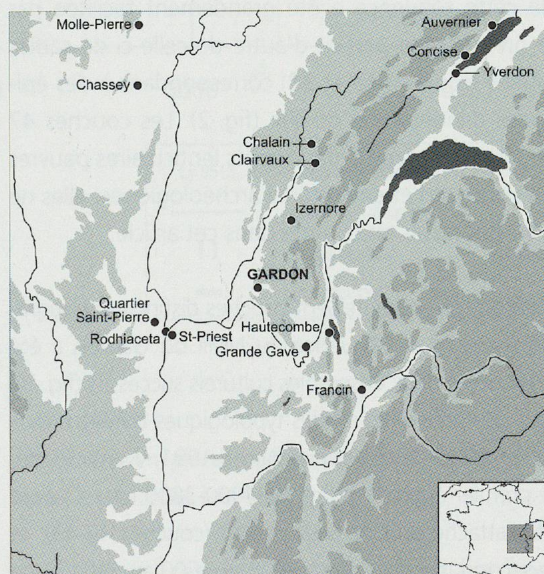 Molle-Pierre
Auvernier
Concise
Yverdon
Chassey
Chalain
Clairvaux
Izernore
GARDON
Quartier
Saint-Pierre
Rodhiaceta
St-Priest
Hautecombe
Grande Gave
Francin